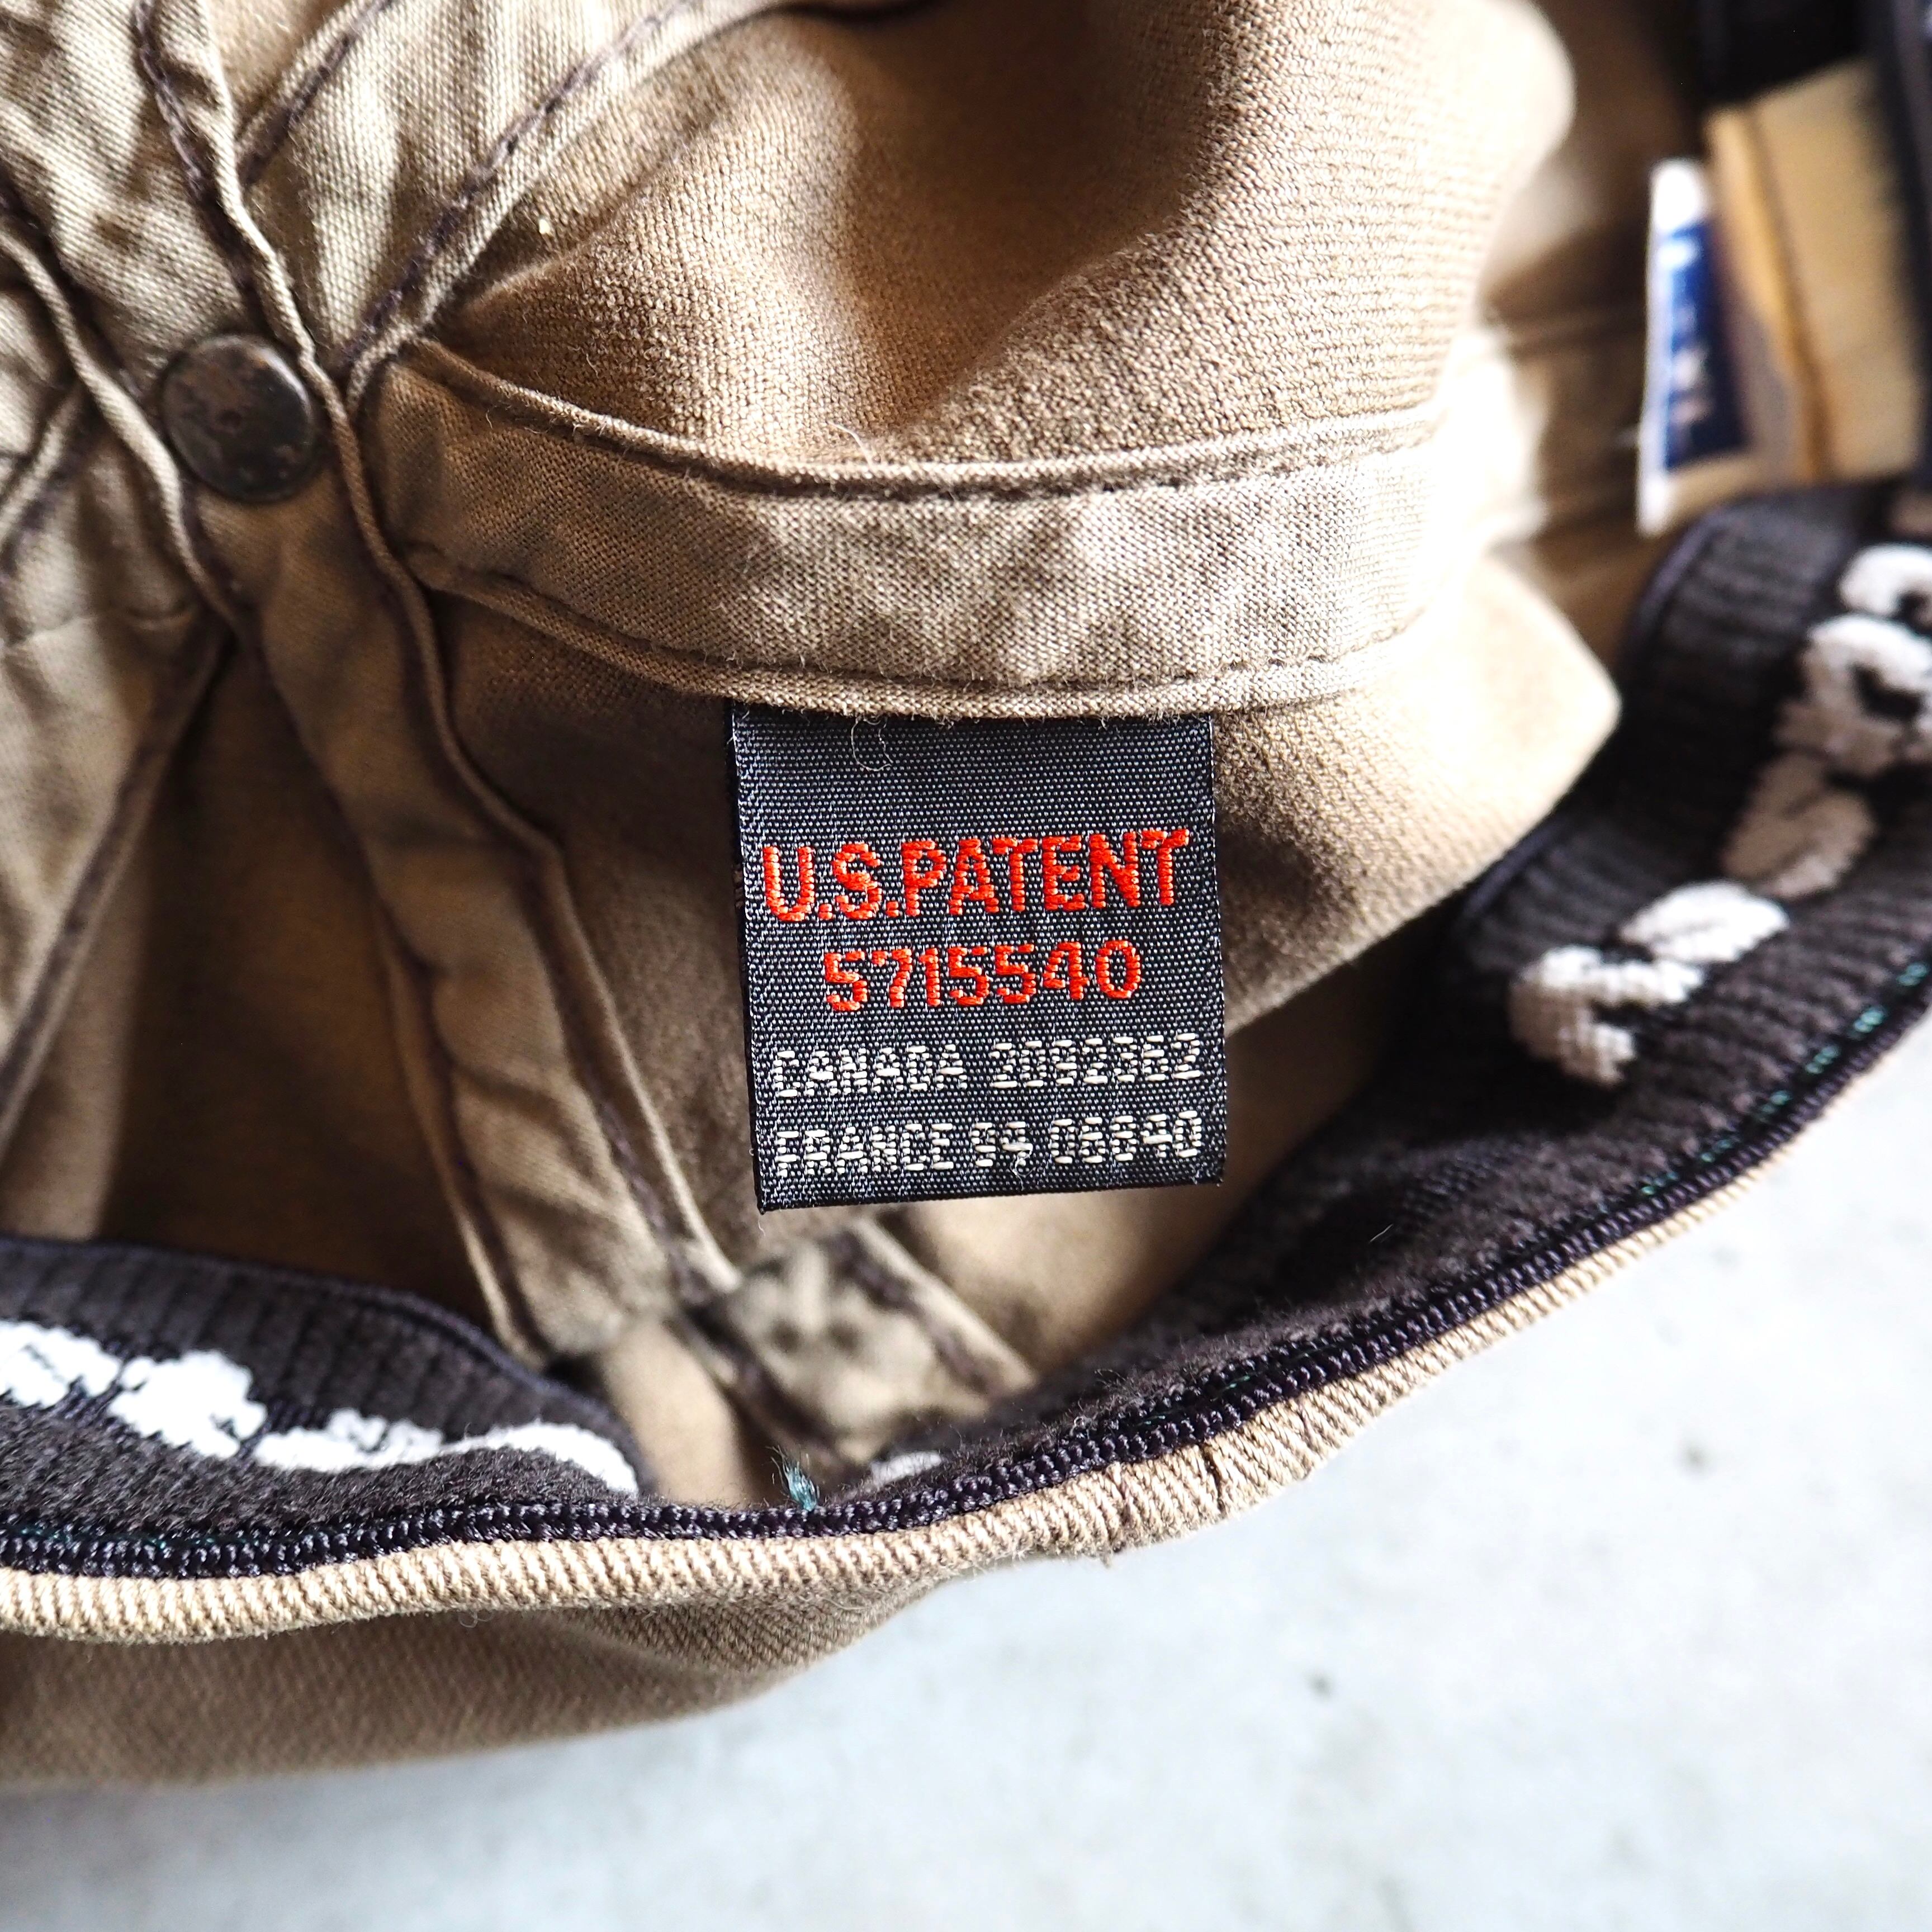 U.S.PATENT
5715540
CANADA 2092362
FRANCE 94 08840